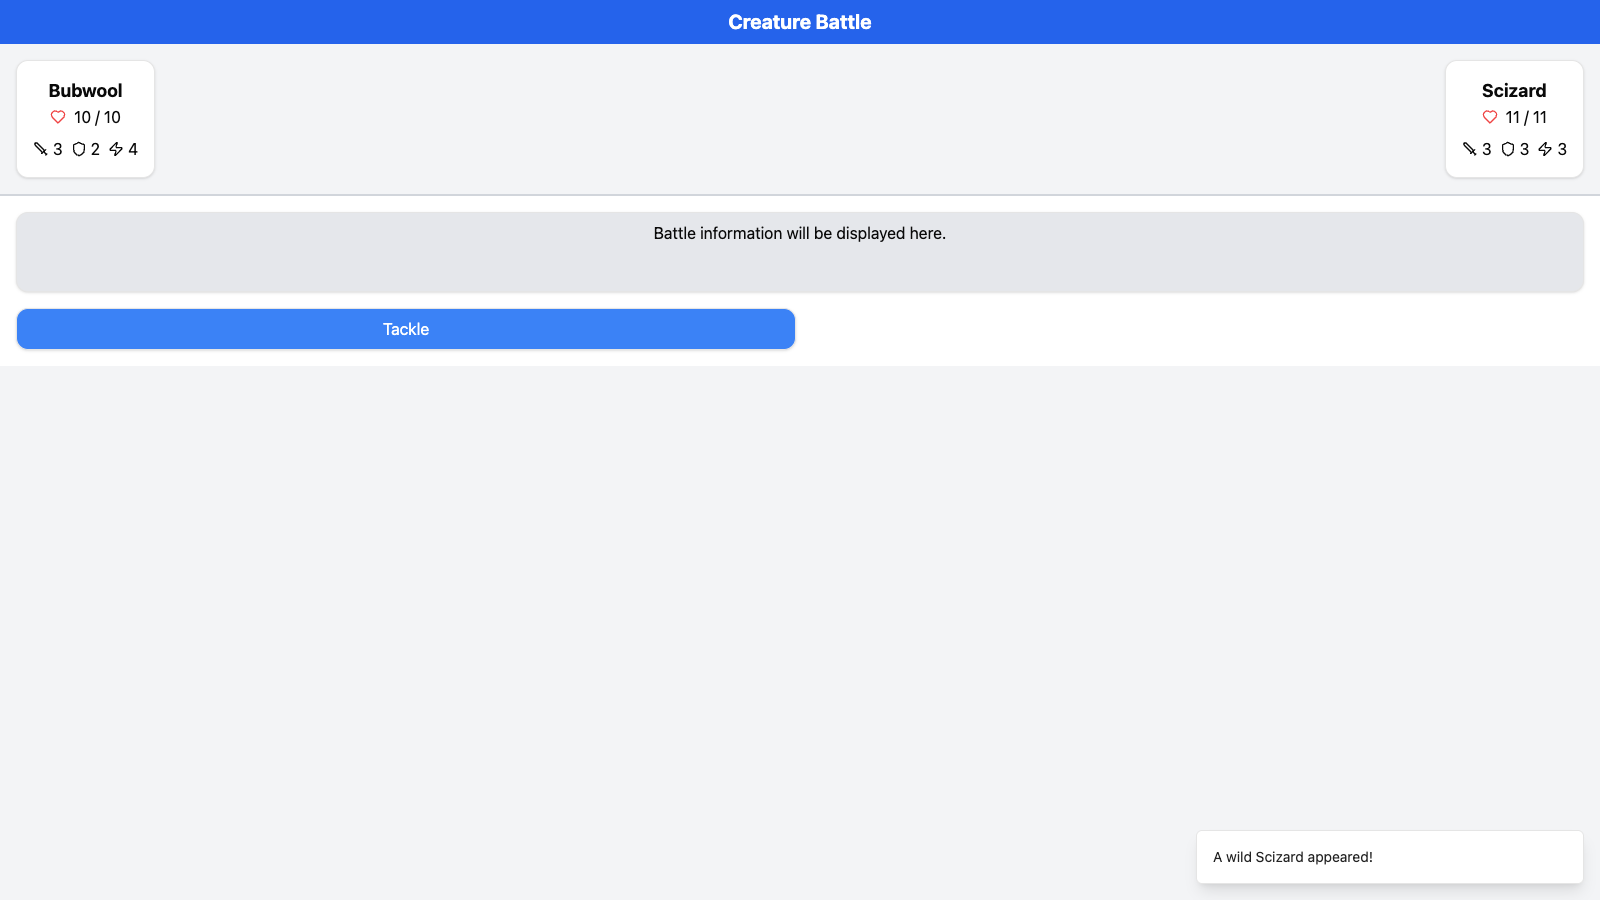 Creature Battle
Bubwool
10 / 10
3 2 4
Scizard
11 / 11
3 3 3
Battle information will be displayed here.
Tackle
A wild Scizard appeared!